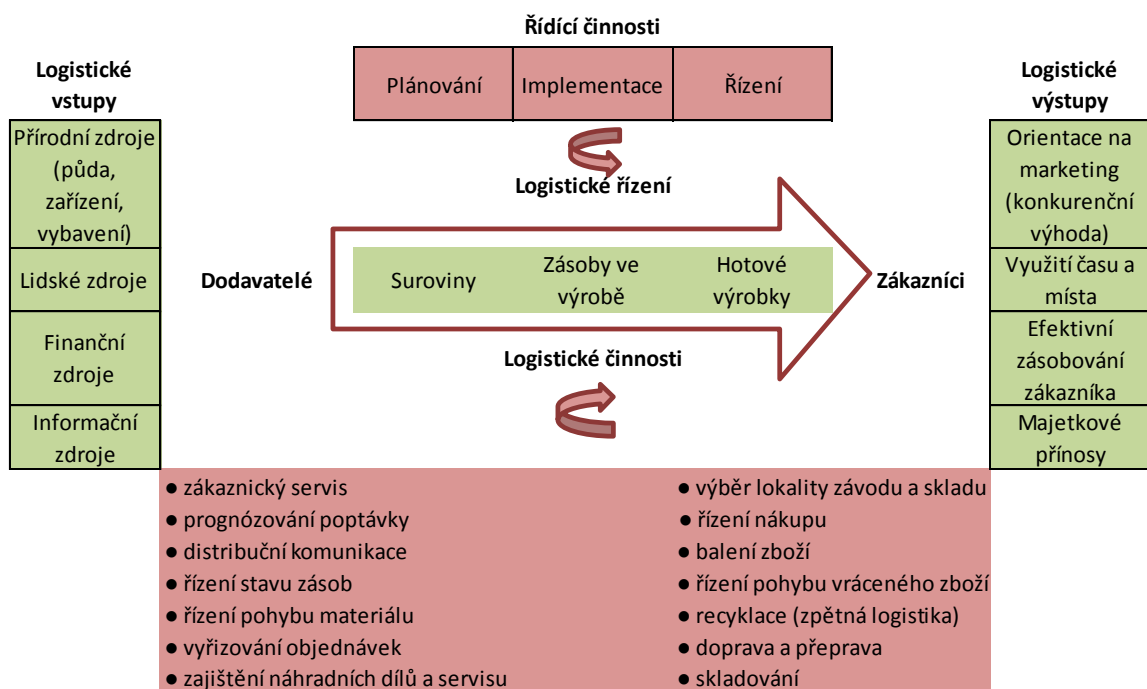 Řídící činnosti
Plánování
Implementace
Řízení
Logistické
vstupy
Přírodní zdroje
(půda,
zařízení,
vybavení)
Lidské zdroje
Finanční
zdroje
Informační
zdroje
Logistické řízení
Dodavatelé
Suroviny
Zásoby ve
výrobě
Hotové
výrobky
Zákazníci
Logistické činnosti
Logistické
výstupy
Orientace na
marketing
(konkurenční
výhoda)
Využití času a
místa
Efektivní
zásobování
zákazníka
Majetkové
přínosy
● zákaznický servis
● prognózování poptávky
● distribuční komunikace
● řízení stavu zásob
● řízení pohybu materiálu
● vyřizování objednávek
● zajištění náhradních dílů a servisu
● výběr lokality závodu a skladu
● řízení nákupu
● balení zboží
● řízení pohybu vráceného zboží
● recyklace (zpětná logistika)
● doprava a přeprava
● skladování